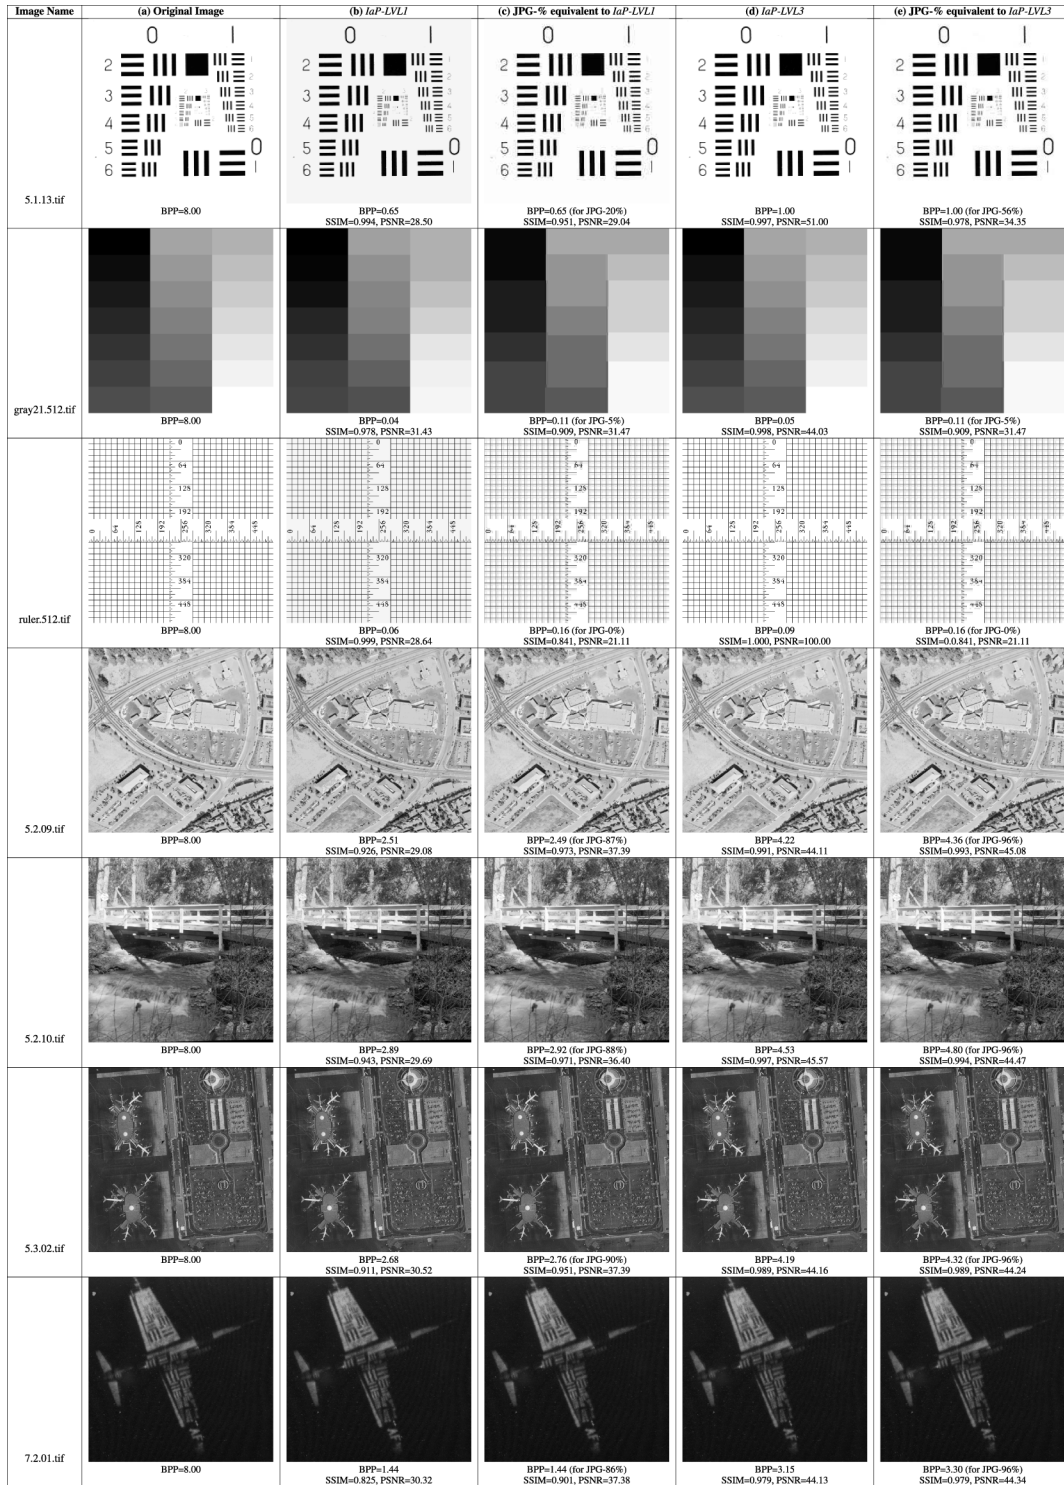 Image Name (a) Original Image (b) IaP-LVL1 (c) JPG-% equivalent to IaP-LVL1 (d) IaP-LVL3 (e) JPG-% equivalent to IaP-LVL3
5.1.13.tif
BPP=8.00 BPP=0.65 BPP=0.65 (for JPG-20%) BPP=1.00 BPP=1.00 (for JPG-56%)
SSIM=0.994, PSNR=28.50 SSIM=0.951, PSNR=29.04 SSIM=0.997, PSNR=51.00 SSIM=0.978, PSNR=34.35
gray21.512.tif
BPP=8.00 BPP=0.04 BPP=0.11 (for JPG-5%) BPP=0.05 BPP=0.11 (for JPG-5%)
SSIM=0.978, PSNR=31.43 SSIM=0.909, PSNR=31.47 SSIM=0.998, PSNR=44.03 SSIM=0.909, PSNR=31.47
ruler.512.tif
BPP=8.00 BPP=0.06 BPP=0.16 (for JPG-0%) BPP=0.09 BPP=0.16 (for JPG-0%)
SSIM=0.999, PSNR=28.64 SSIM=0.841, PSNR=21.11 SSIM=1.000, PSNR=100.00 SSIM=0.0.841, PSNR=21.11
5.2.09.tif
BPP=8.00 BPP=2.51 BPP=2.49 (for JPG-87%) BPP=4.22 BPP=4.36 (for JPG-96%)
SSIM=0.926, PSNR=29.08 SSIM=0.973, PSNR=37.39 SSIM=0.991, PSNR=44.11 SSIM=0.993, PSNR=45.08
5.2.10.tif
BPP=8.00 BPP=2.89 BPP=2.92 (for JPG-88%) BPP=4.53 BPP=4.80 (for JPG-96%)
SSIM=0.943, PSNR=29.69 SSIM=0.971, PSNR=36.40 SSIM=0.997, PSNR=45.57 SSIM=0.994, PSNR=44.47
5.3.02.tif
BPP=8.00 BPP=2.68 BPP=2.76 (for JPG-90%) BPP=4.19 BPP=4.32 (for JPG-96%)
SSIM=0.911, PSNR=30.52 SSIM=0.951, PSNR=37.39 SSIM=0.989, PSNR=44.16 SSIM=0.989, PSNR=44.24
7.2.01.tif
BPP=8.00 BPP=1.44 BPP=1.44 (for JPG-86%) BPP=3.15 BPP=3.30 (for JPG-96%)
SSIM=0.825, PSNR=30.32 SSIM=0.901, PSNR=37.38 SSIM=0.979, PSNR=44.13 SSIM=0.979, PSNR=44.34